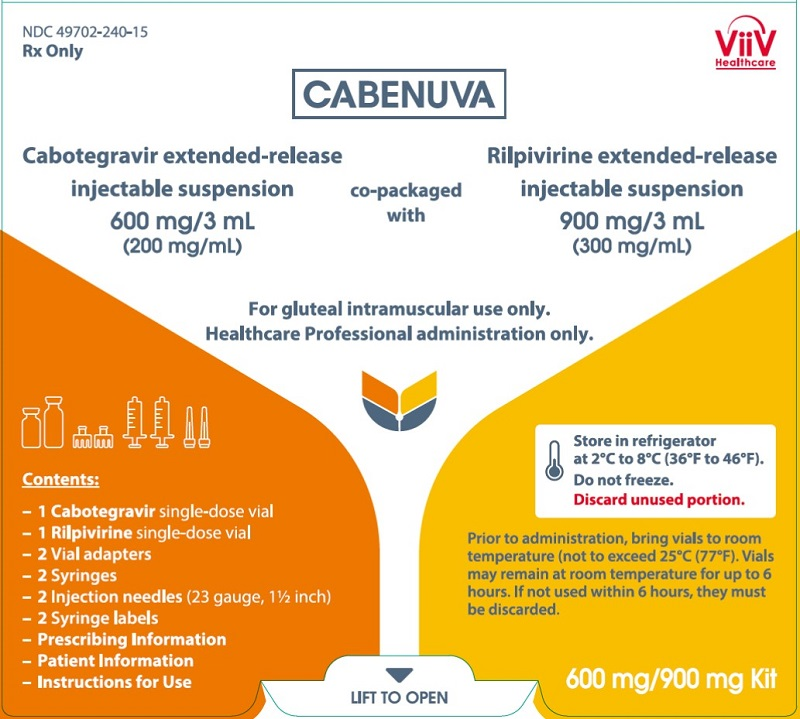 NDC 49702-240-15
Rx Only
ViiV
Healthcare
CABENUVA
Cabotegravir extended-release
injectable suspension
600 mg/3 mL
(200 mg/mL)
co-packaged
with
Rilpivirine extended-release
injectable suspension
900 mg/3 mL
(300 mg/mL)
For gluteal intramuscular use only.
Healthcare Professional administration only.
Contents:
– 1 Cabotegravir single-dose vial
– 1 Rilpivirine single-dose vial
– 2 Vial adapters
– 2 Syringes
– 2 Injection needles (23 gauge, 1½ inch)
– 2 Syringe labels
– Prescribing Information
– Patient Information
– Instructions for Use
Store in refrigerator
at 2°C to 8°C (36°F to 46°F).
Do not freeze.
Discard unused portion.
Prior to administration, bring vials to room
temperature (not to exceed 25°C (77°F). Vials
may remain at room temperature for up to 6
hours. If not used within 6 hours, they must
be discarded.
LIFT TO OPEN
600 mg/900 mg Kit